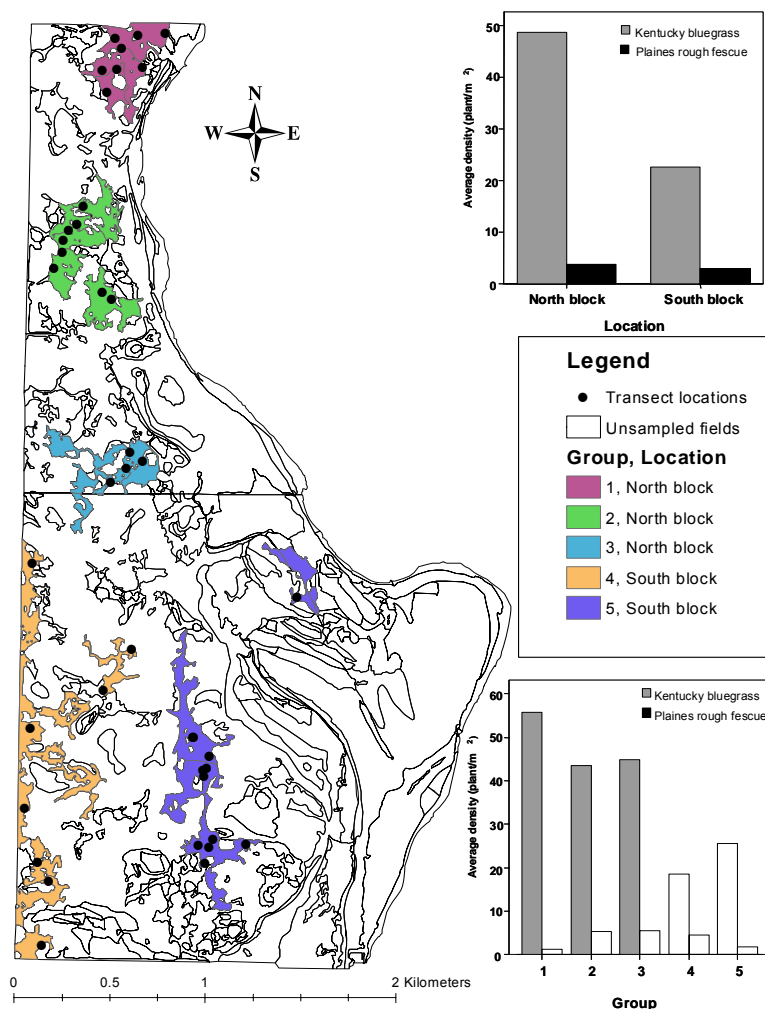 N
W E
S
0 0.5 1 2 Kilometers
Average density (plant/m²)
Kentucky bluegrass
Plaines rough fescue
50
40
30
20
10
0
North block South block
Location
Legend
Transect locations
Unsampled fields
Group, Location
1, North block
2, North block
3, North block
4, South block
5, South block
Average density (plant/m²)
Kentucky bluegrass
Plaines rough fescue
60
50
40
30
20
10
0
1 2 3 4 5
Group